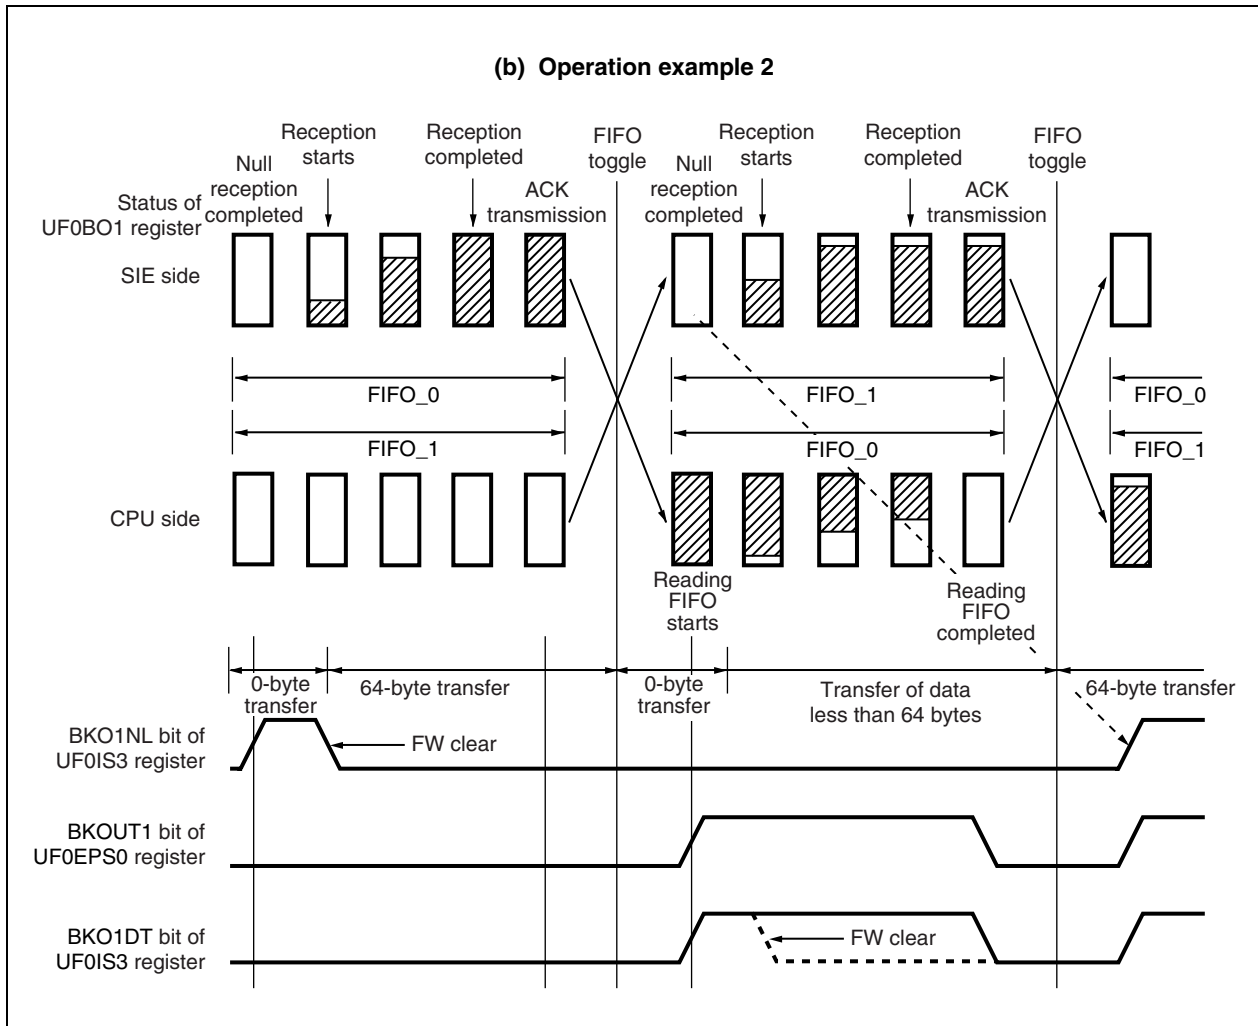 (b) Operation example 2
Status of
UF0BO1 register
Null
reception
completed
Reception
starts
Reception
completed
ACK
transmission
FIFO
toggle
Null
reception
completed
Reception
starts
Reception
completed
ACK
transmission
FIFO
toggle
SIE side
FIFO_0
FIFO_1
FIFO_0
FIFO_1
FIFO_0
FIFO_1
CPU side
Reading
FIFO
starts
Reading
FIFO
completed
0-byte
transfer
64-byte transfer
0-byte
transfer
Transfer of data
less than 64 bytes
64-byte transfer
BKO1NL bit of
UF0IS3 register
FW clear
BKOUT1 bit of
UF0EPS0 register
BKO1DT bit of
UF0IS3 register
FW clear